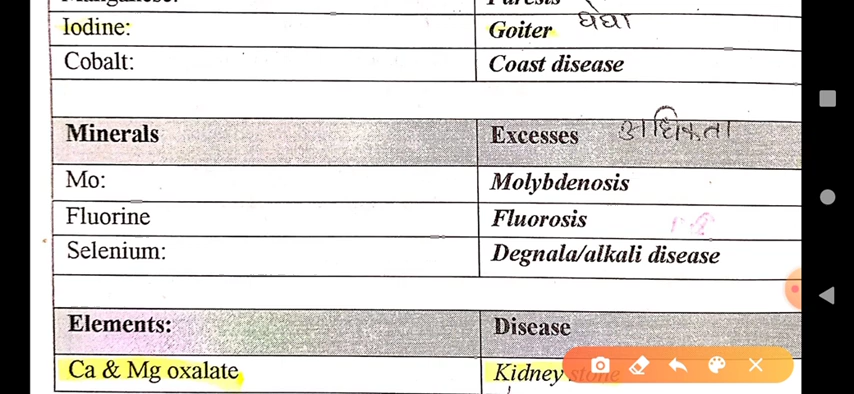 Iodine: Goiter घेघा
Cobalt: Coast disease
Minerals Excesses अधिकता
Mo: Molybdenosis
Fluorine Fluorosis
Selenium: Degnala/alkali disease
Elements: Disease
Ca & Mg oxalate Kidney stone